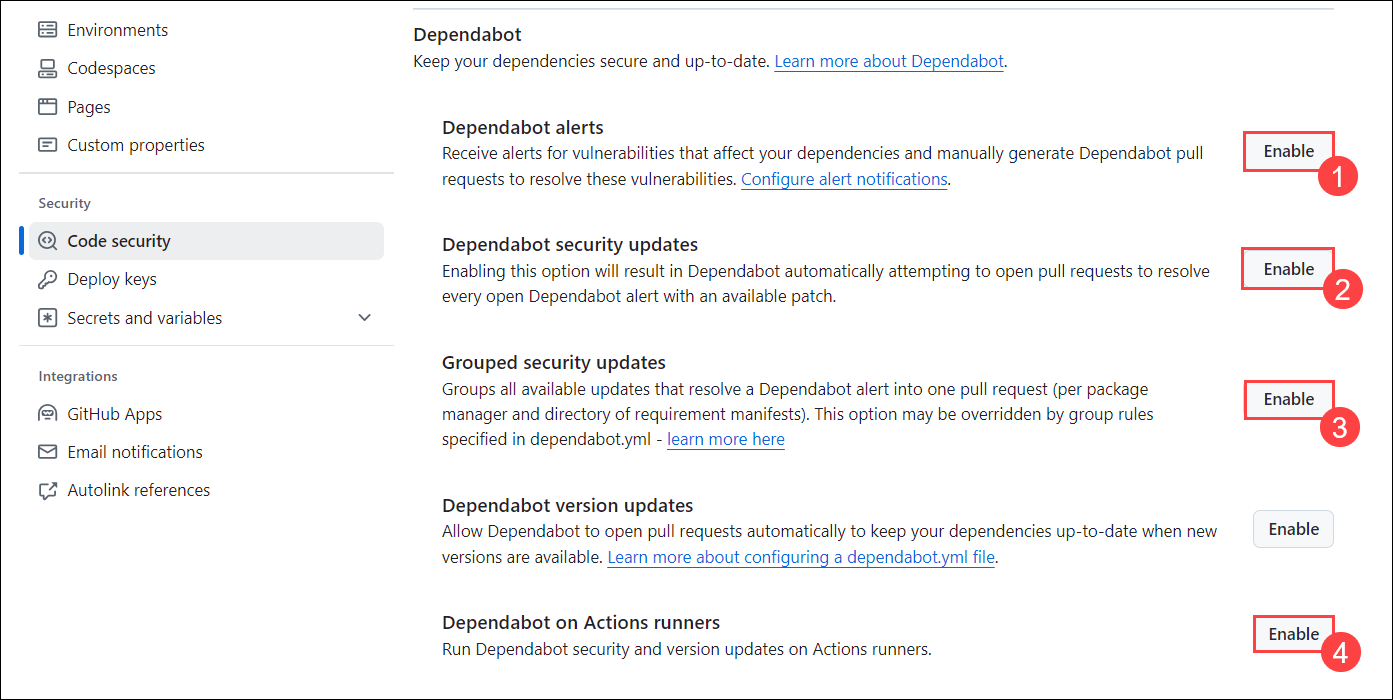 Environments
Codespaces
Pages
Custom properties
Security
Code security
Deploy keys
Secrets and variables
Integrations
GitHub Apps
Email notifications
Autolink references
Dependabot
Keep your dependencies secure and up-to-date. Learn more about Dependabot.
Dependabot alerts
Receive alerts for vulnerabilities that affect your dependencies and manually generate Dependabot pull
requests to resolve these vulnerabilities. Configure alert notifications.
Enable
1
Dependabot security updates
Enabling this option will result in Dependabot automatically attempting to open pull requests to resolve
every open Dependabot alert with an available patch.
Enable
2
Grouped security updates
Groups all available updates that resolve a Dependabot alert into one pull request (per package
manager and directory of requirement manifests). This option may be overridden by group rules
specified in dependabot.yml - learn more here
Enable
3
Dependabot version updates
Allow Dependabot to open pull requests automatically to keep your dependencies up-to-date when new
versions are available. Learn more about configuring a dependabot.yml file.
Enable
Dependabot on Actions runners
Run Dependabot security and version updates on Actions runners.
Enable
4